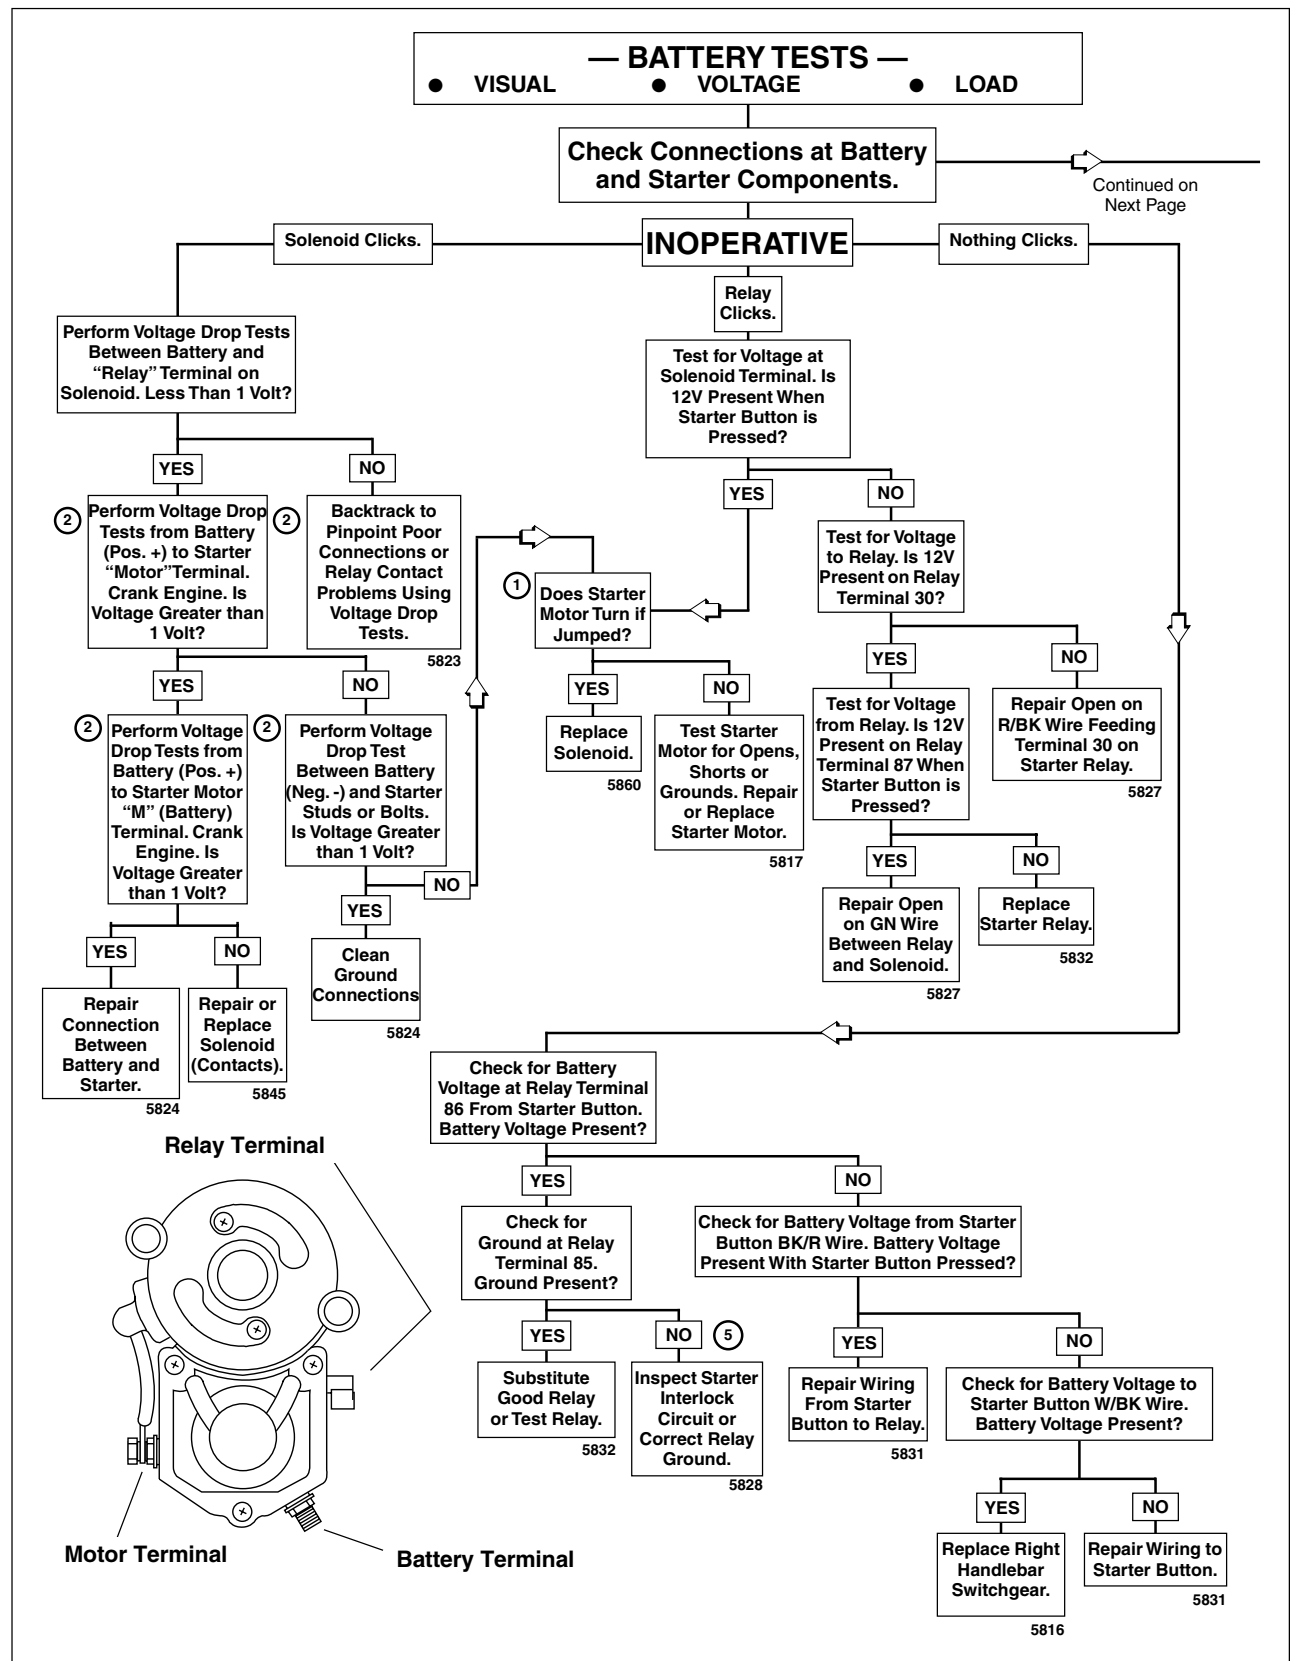 — BATTERY TESTS —
● VISUAL ● VOLTAGE ● LOAD
Check Connections at Battery
and Starter Components.
Continued on
Next Page
INOPERATIVE
Solenoid Clicks.
Nothing Clicks.
Relay
Clicks.
Perform Voltage Drop Tests
Between Battery and
“Relay” Terminal on
Solenoid. Less Than 1 Volt?
YES
NO
2
Perform Voltage Drop
Tests from Battery
(Pos. +) to Starter
“Motor”Terminal.
Crank Engine. Is
Voltage Greater than
1 Volt?
2
Backtrack to
Pinpoint Poor
Connections or
Relay Contact
Problems Using
Voltage Drop
Tests.
5823
YES
NO
2
Perform Voltage
Drop Tests from
Battery (Pos. +)
to Starter Motor
“M” (Battery)
Terminal. Crank
Engine. Is
Voltage Greater
than 1 Volt?
2
Perform Voltage
Drop Test
Between Battery
(Neg. -) and Starter
Studs or Bolts.
Is Voltage Greater
than 1 Volt?
NO
YES
Clean
Ground
Connections
5824
YES
NO
Repair
Connection
Between
Battery and
Starter.
5824
Repair or
Replace
Solenoid
(Contacts).
5845
Test for Voltage at
Solenoid Terminal. Is
12V Present When
Starter Button is
Pressed?
YES
NO
1
Does Starter
Motor Turn if
Jumped?
YES
NO
Replace
Solenoid.
5860
Test Starter
Motor for Opens,
Shorts or
Grounds. Repair
or Replace
Starter Motor.
5817
Test for Voltage
to Relay. Is 12V
Present on Relay
Terminal 30?
YES
NO
Test for Voltage
from Relay. Is 12V
Present on Relay
Terminal 87 When
Starter Button is
Pressed?
Repair Open on
R/BK Wire Feeding
Terminal 30 on
Starter Relay.
5827
YES
NO
Repair Open
on GN Wire
Between Relay
and Solenoid.
5827
Replace
Starter Relay.
5832
Check for Battery
Voltage at Relay Terminal
86 From Starter Button.
Battery Voltage Present?
YES
NO
Check for
Ground at Relay
Terminal 85.
Ground Present?
Check for Battery Voltage from Starter
Button BK/R Wire. Battery Voltage
Present With Starter Button Pressed?
YES
NO
5
Substitute
Good Relay
or Test Relay.
5832
Inspect Starter
Interlock
Circuit or
Correct Relay
Ground.
5828
YES
NO
Repair Wiring
From Starter
Button to Relay.
5831
Check for Battery Voltage to
Starter Button W/BK Wire.
Battery Voltage Present?
YES
NO
Replace Right
Handlebar
Switchgear.
5816
Repair Wiring to
Starter Button.
5831
Relay Terminal
Motor Terminal
Battery Terminal